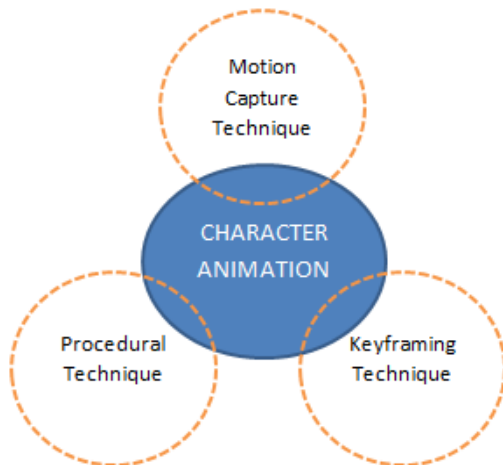 Motion
Capture
Technique
CHARACTER
ANIMATION
Procedural
Technique
Keyframing
Technique